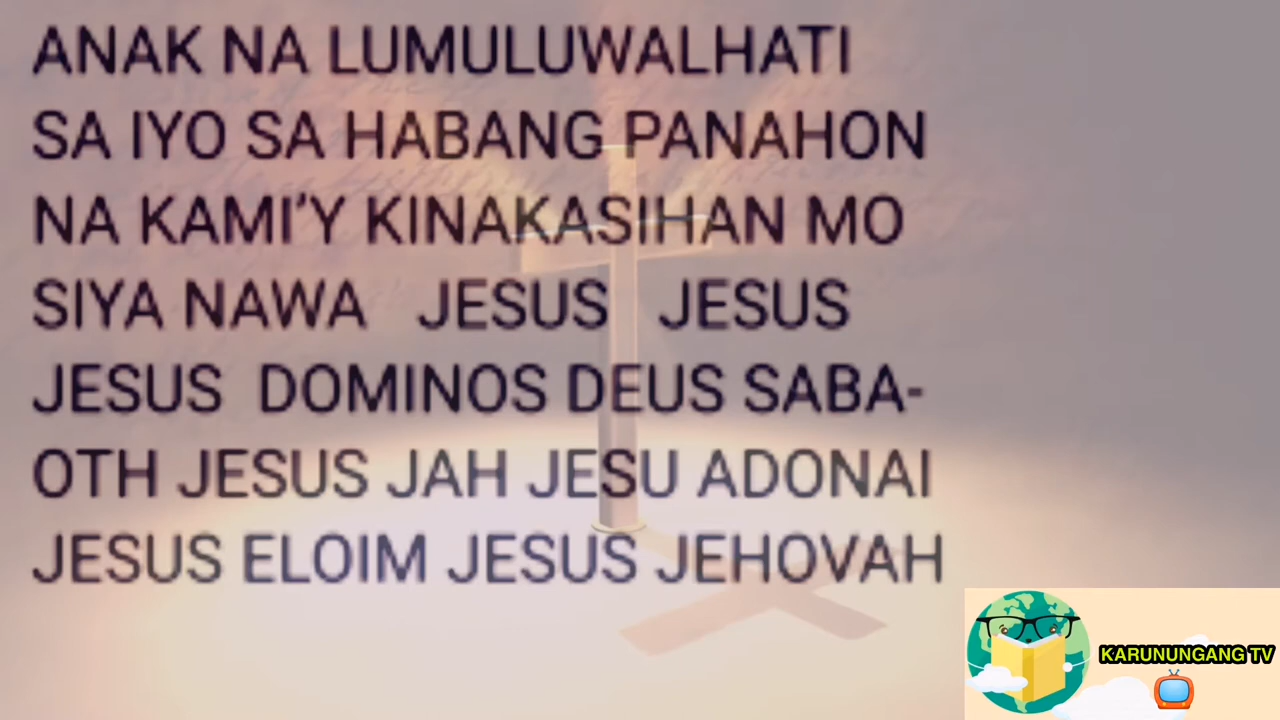 ANAK NA LUMULUWALHATI
SA IYO SA HABANG PANAHON
NA KAMI’Y KINAKASIHAN MO
SIYA NAWA JESUS JESUS
JESUS DOMINOS DEUS SABA-
OTH JESUS JAH JESU ADONAI
JESUS ELOIM JESUS JEHOVAH
KARUNUNGANG TV